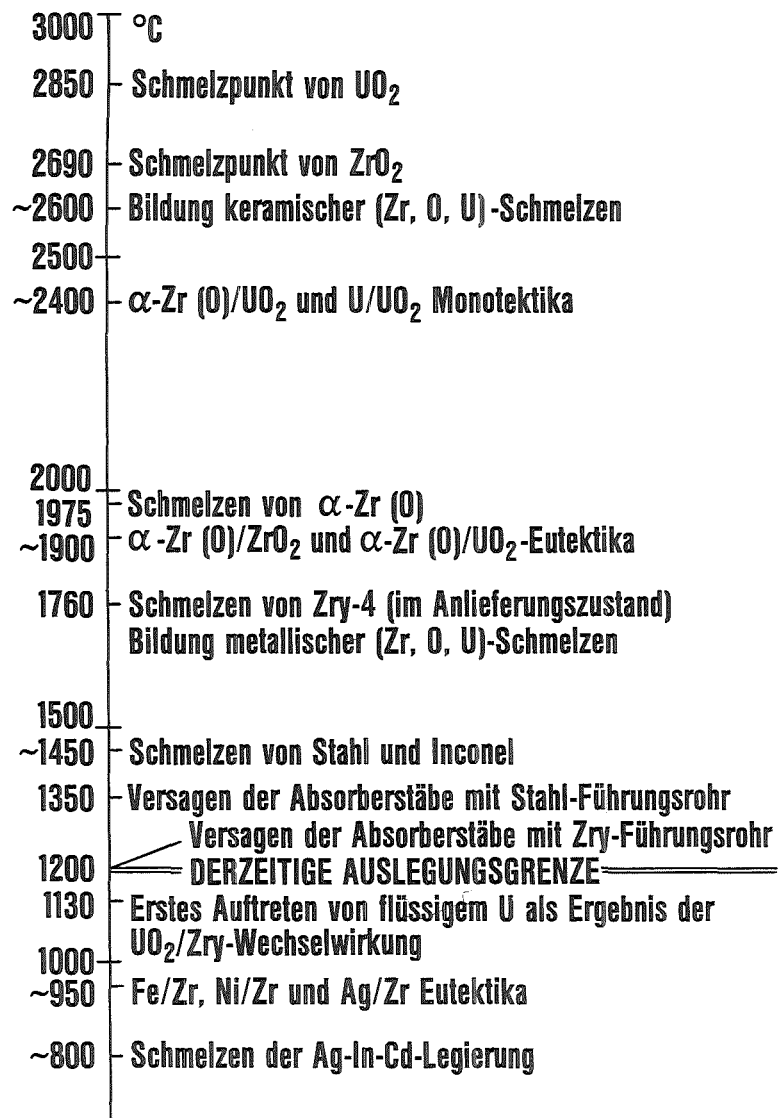 3000 °C
2850 Schmelzpunkt von UO₂
2690 Schmelzpunkt von ZrO₂
~2600 Bildung keramischer (Zr, O, U)-Schmelzen
2500
~2400 α-Zr (O)/UO₂ und U/UO₂ Monotektika
2000
1975 Schmelzen von α-Zr (O)
~1900 α-Zr (O)/ZrO₂ und α-Zr (O)/UO₂-Eutektika
1760 Schmelzen von Zry-4 (im Anlieferungszustand)
Bildung metallischer (Zr, O, U)-Schmelzen
1500
~1450 Schmelzen von Stahl und Inconel
1350 Versagen der Absorberstäbe mit Stahl-Führungsrohr
Versagen der Absorberstäbe mit Zry-Führungsrohr
1200 DERZEITIGE AUSLEGUNGSGRENZE
1130 Erstes Auftreten von flüssigem U als Ergebnis der
UO₂/Zry-Wechselwirkung
1000
~950 Fe/Zr, Ni/Zr und Ag/Zr Eutektika
~800 Schmelzen der Ag-In-Cd-Legierung